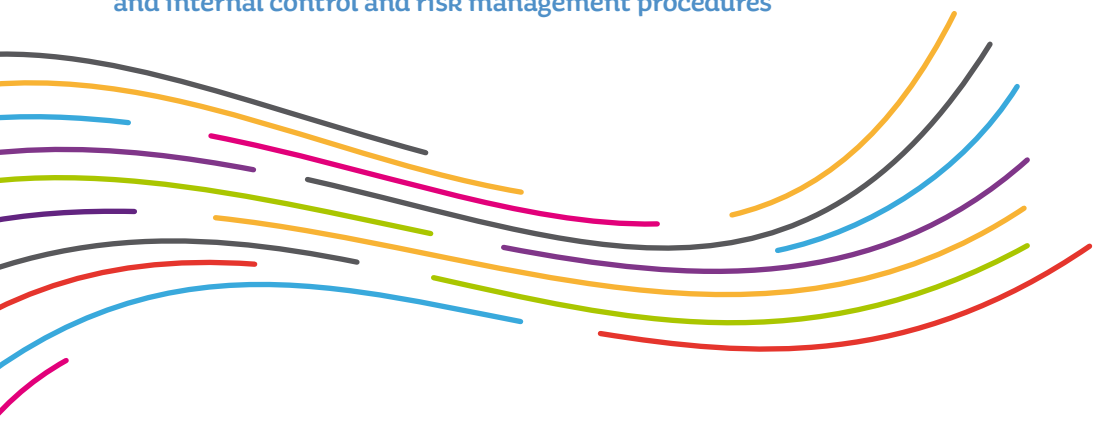 and internal control and risk management procedures